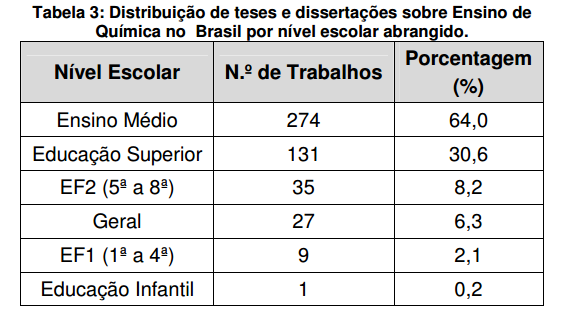 Tabela 3: Distribuição de teses e dissertações sobre Ensino de
Química no Brasil por nível escolar abrangido.
Nível Escolar N.º de Trabalhos Porcentagem (%)
Ensino Médio 274 64,0
Educação Superior 131 30,6
EF2 (5ª a 8ª) 35 8,2
Geral 27 6,3
EF1 (1ª a 4ª) 9 2,1
Educação Infantil 1 0,2